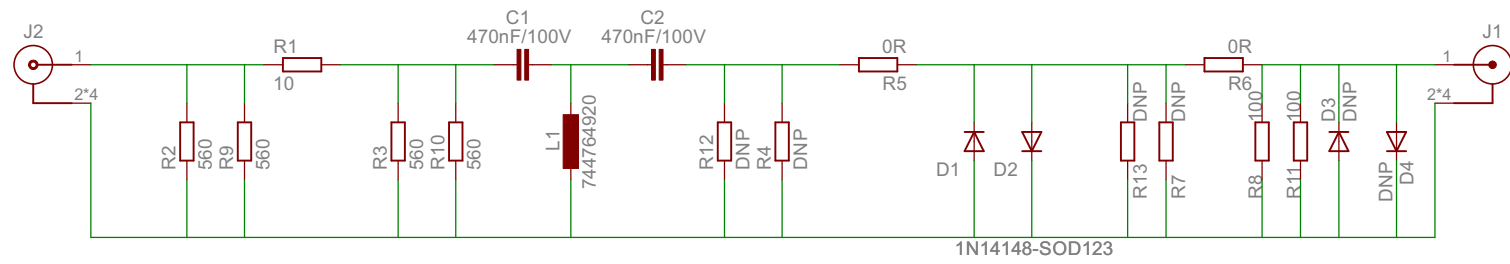 J2
1
2*4
R1
10
R2
560
R9
560
R3
560
R10
560
C1
470nF/100V
L1
744764920
C2
470nF/100V
R12
DNP
R4
DNP
0R
R5
D1
D2
1N14148-SOD123
R13
DNP
R7
DNP
0R
R6
R8
100
R11
100
D3
DNP
DNP
D4
J1
1
2*4